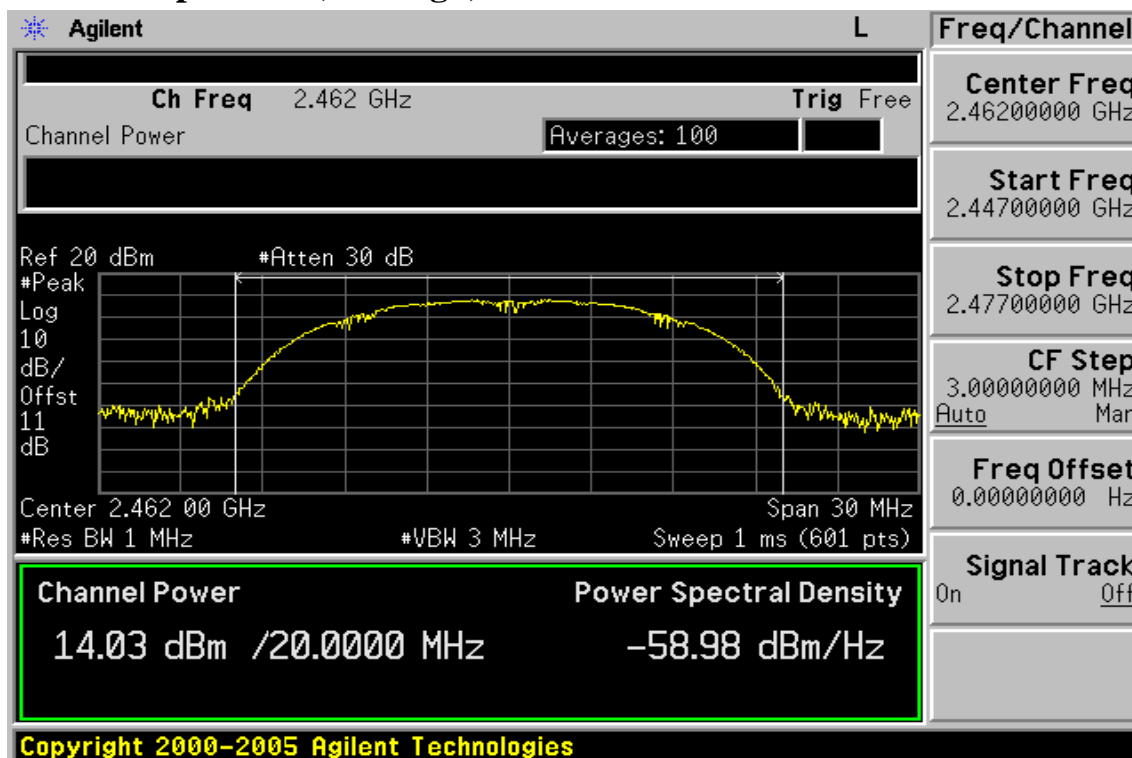 Agilent L
Ch Freq 2.462 GHz Trig Free
Channel Power Averages: 100
Ref 20 dBm #Atten 30 dB
#Peak
Log
10
dB/
Offst
11
dB
Center 2.462 00 GHz Span 30 MHz
#Res BW 1 MHz #VBW 3 MHz Sweep 1 ms (601 pts)
Channel Power Power Spectral Density
14.03 dBm /20.0000 MHz -58.98 dBm/Hz
Copyright 2000-2005 Agilent Technologies
Freq/Channel
Center Freq
2.46200000 GHz
Start Freq
2.44700000 GHz
Stop Freq
2.47700000 GHz
CF Step
3.00000000 MHz
Auto Man
Freq Offset
0.00000000 Hz
Signal Track
On Off